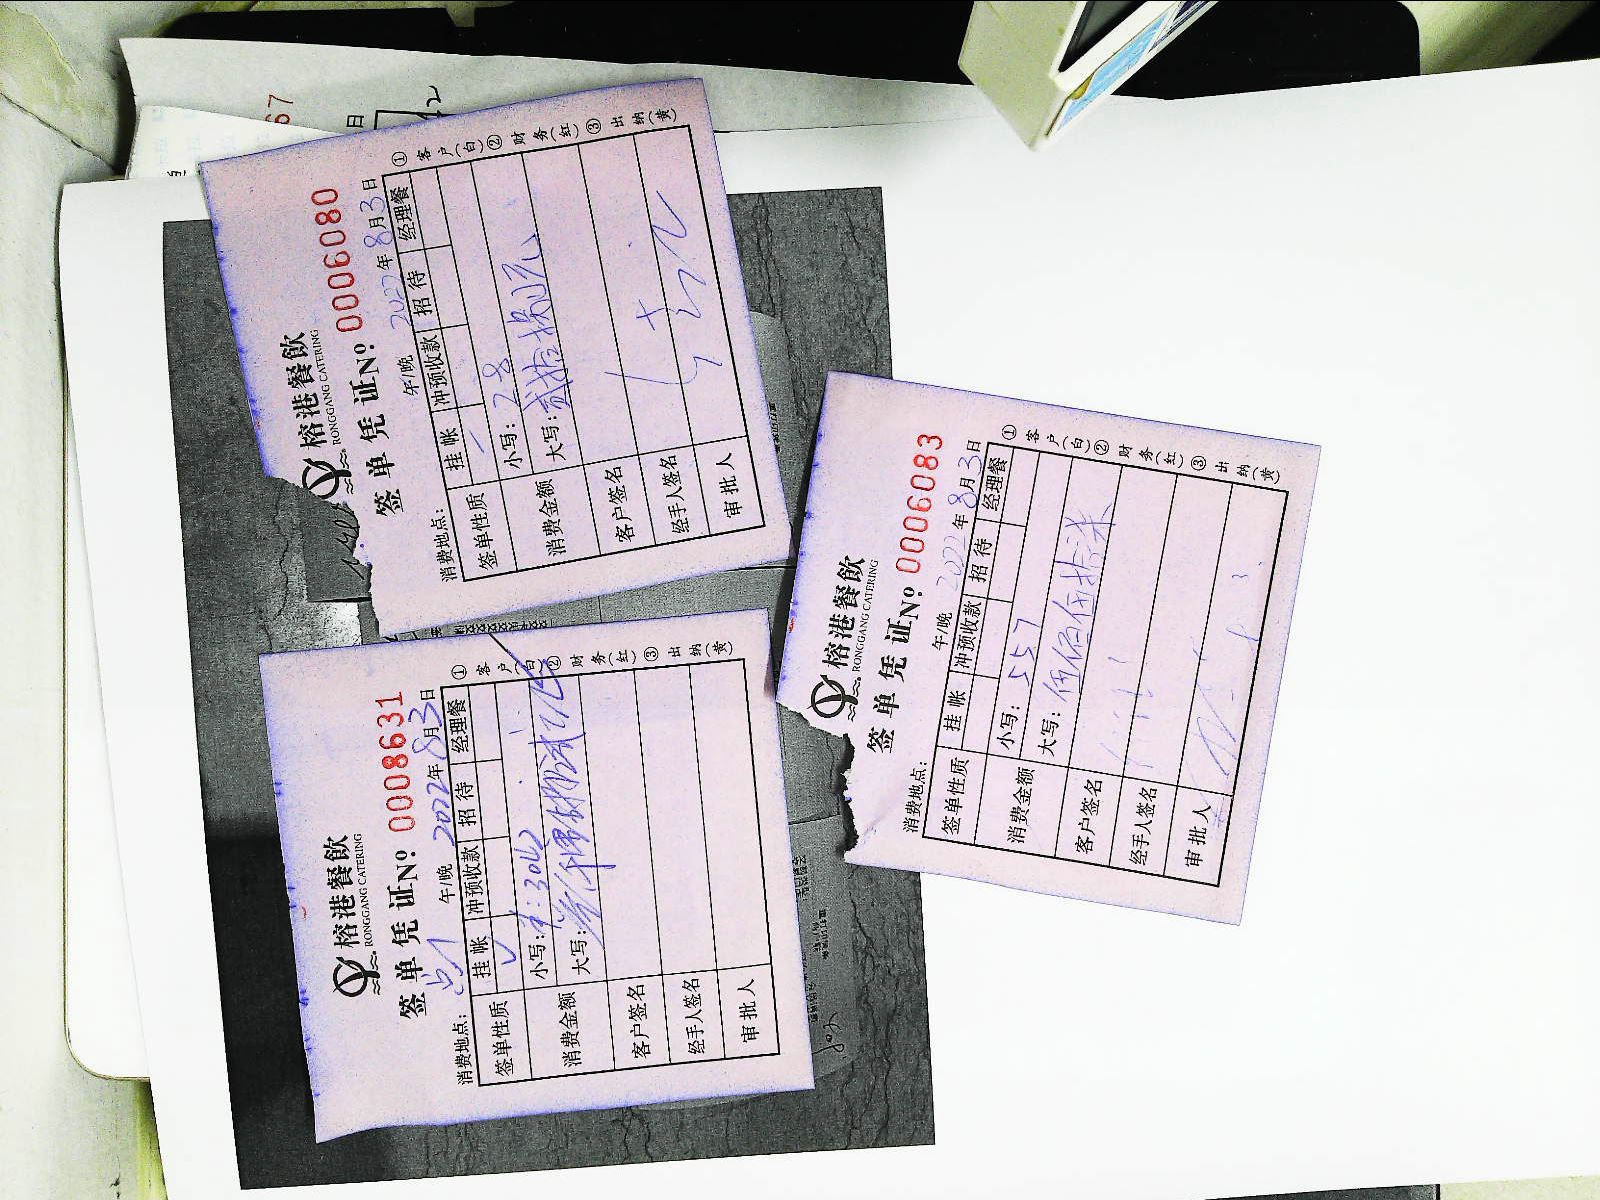 榕港餐飲
RONGGANG CATERING
签单凭证 Nº 0006080
消费地点: 午/晚 2022年8月3日
签单性质 挂帐 冲预收款 招待 经理餐
消费金额 小写: 28
大写: 贰拾捌元
客户签名
经手人签名
审批人
① 客户(白) ② 财务(红) ③ 出纳(黄)
榕港餐飲
RONGGANG CATERING
签单凭证 Nº 0008631
消费地点: 午/晚 2022年8月3日
签单性质 挂帐 冲预收款 招待 经理餐
消费金额 小写:
大写:
客户签名
经手人签名
审批人
① 客户(白) ② 财务(红) ③ 出纳(黄)
榕港餐飲
RONGGANG CATERING
签单凭证 Nº 0006083
消费地点: 午/晚 2022年8月3日
签单性质 挂帐 冲预收款 招待 经理餐
消费金额 小写: 557
大写: 伍佰伍拾柒
客户签名
经手人签名
审批人
① 客户(白) ② 财务(红) ③ 出纳(黄)